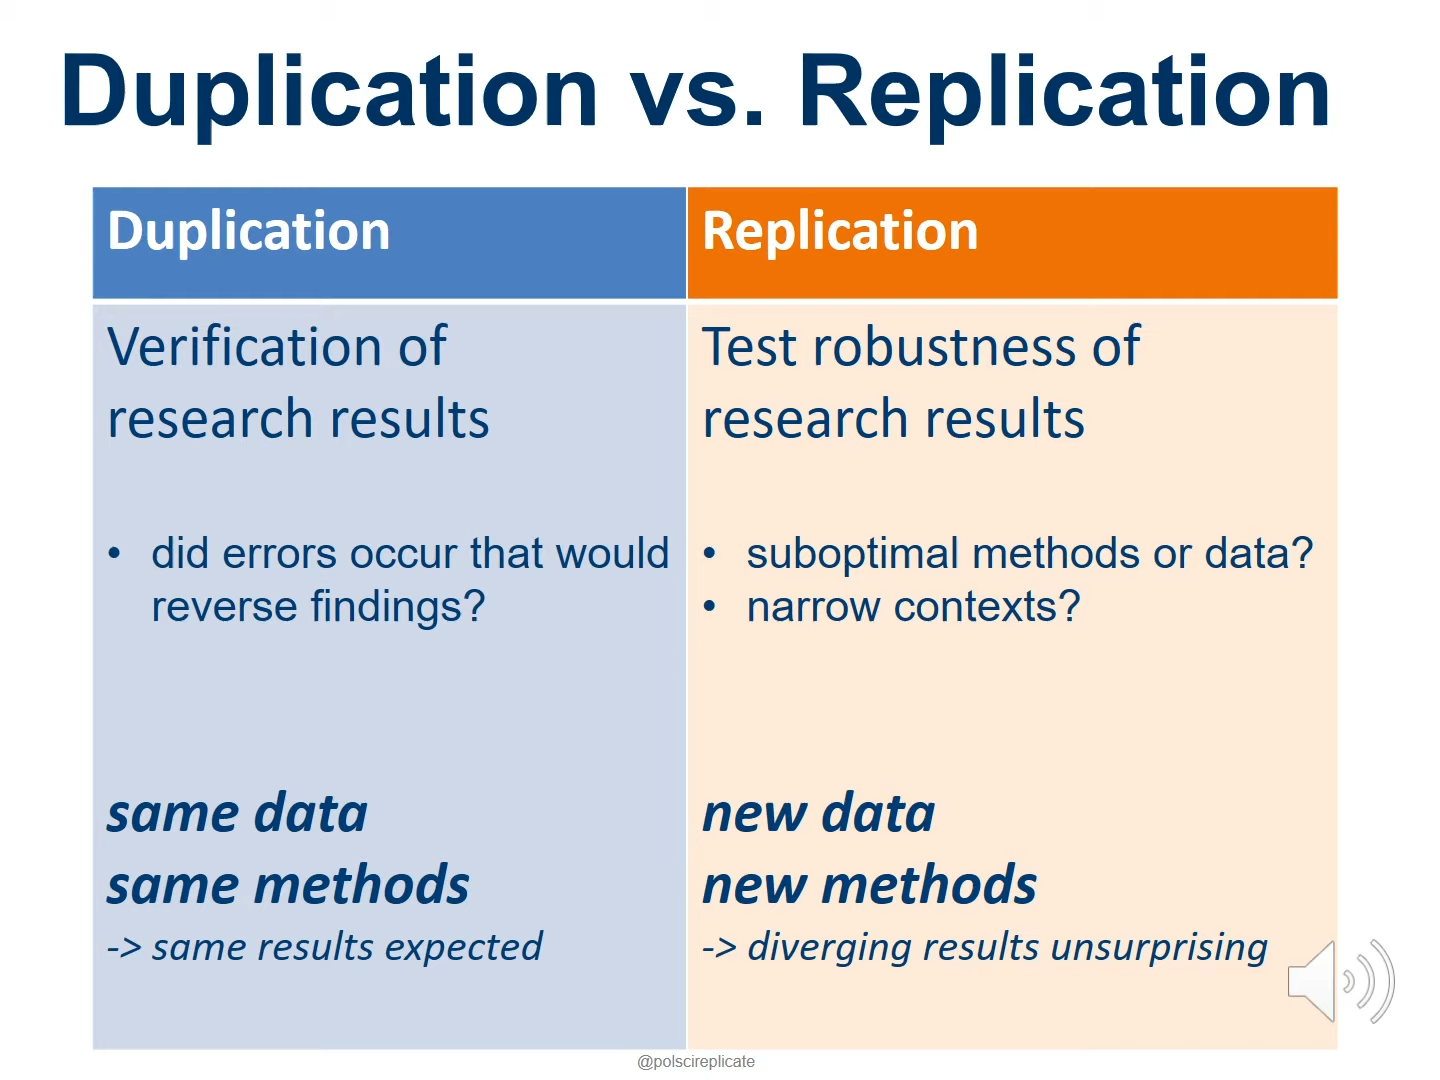 Duplication vs. Replication
Duplication
Verification of
research results
• did errors occur that would
reverse findings?
same data
same methods
-> same results expected
Replication
Test robustness of
research results
• suboptimal methods or data?
• narrow contexts?
new data
new methods
-> diverging results unsurprising
@polscireplicate